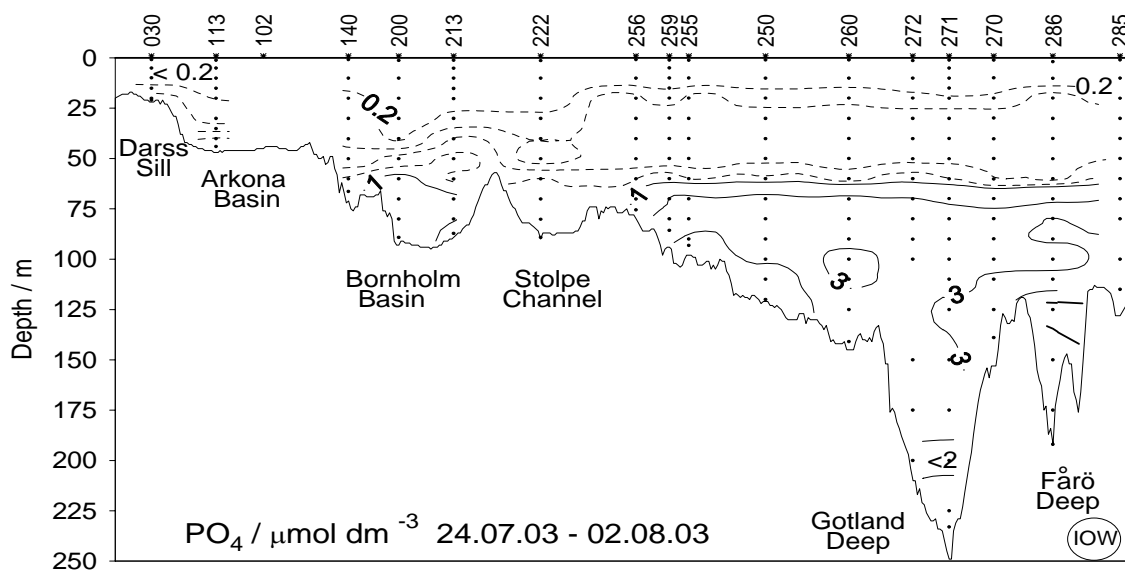 030 113 102 140 200 213 222 256 259 255 250 260 272 271 270 286 285
0
25
50
75
100
125
150
175
200
225
250
Depth / m
< 0.2
0.2
0.2
Darss
Sill
Arkona
Basin
1
1
Bornholm
Basin
Stolpe
Channel
3
3
3
<2
Gotland
Deep
Fårö
Deep
PO4 / μmol dm -3 24.07.03 - 02.08.03
IOW